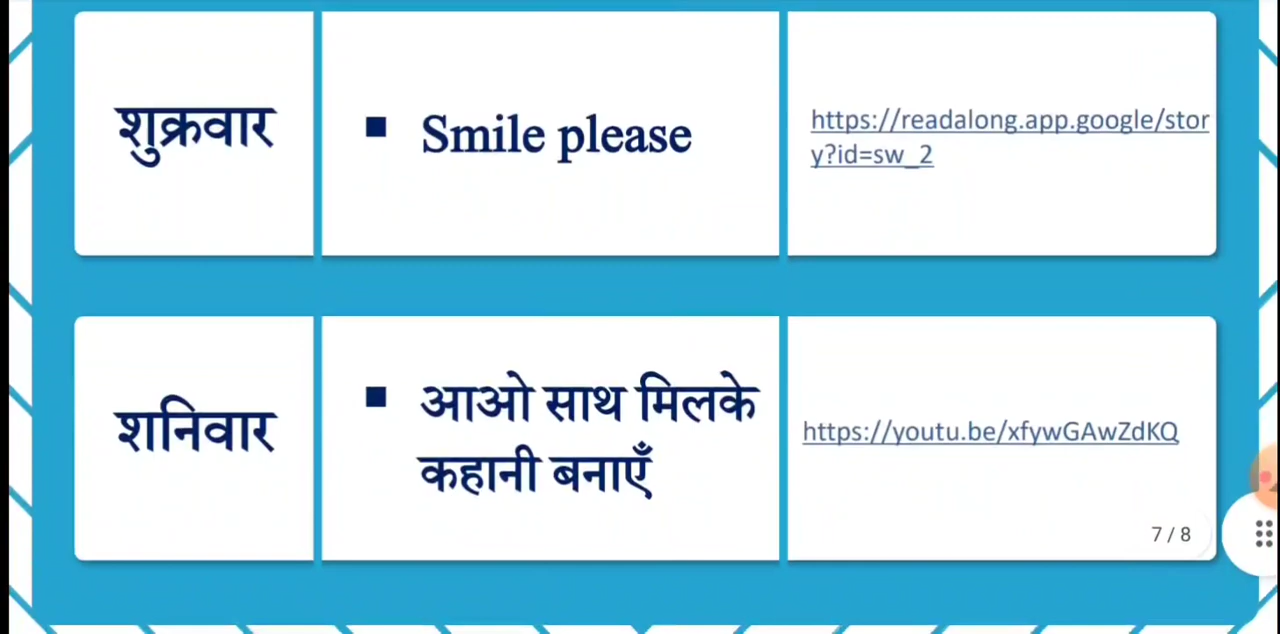 शुक्रवार
▪ Smile please
https://readalong.app.google/stor
y?id=sw_2
शनिवार
▪ आओ साथ मिलके
कहानी बनाएँ
https://youtu.be/xfywGAwZdKQ
7 / 8